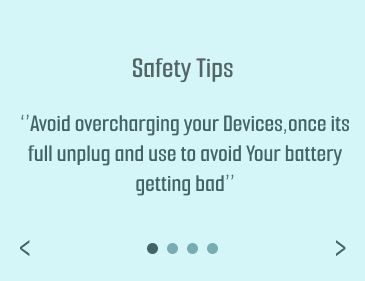 Safety Tips
‘’Avoid overcharging your Devices,once its
full unplug and use to avoid Your battery
getting bad’’